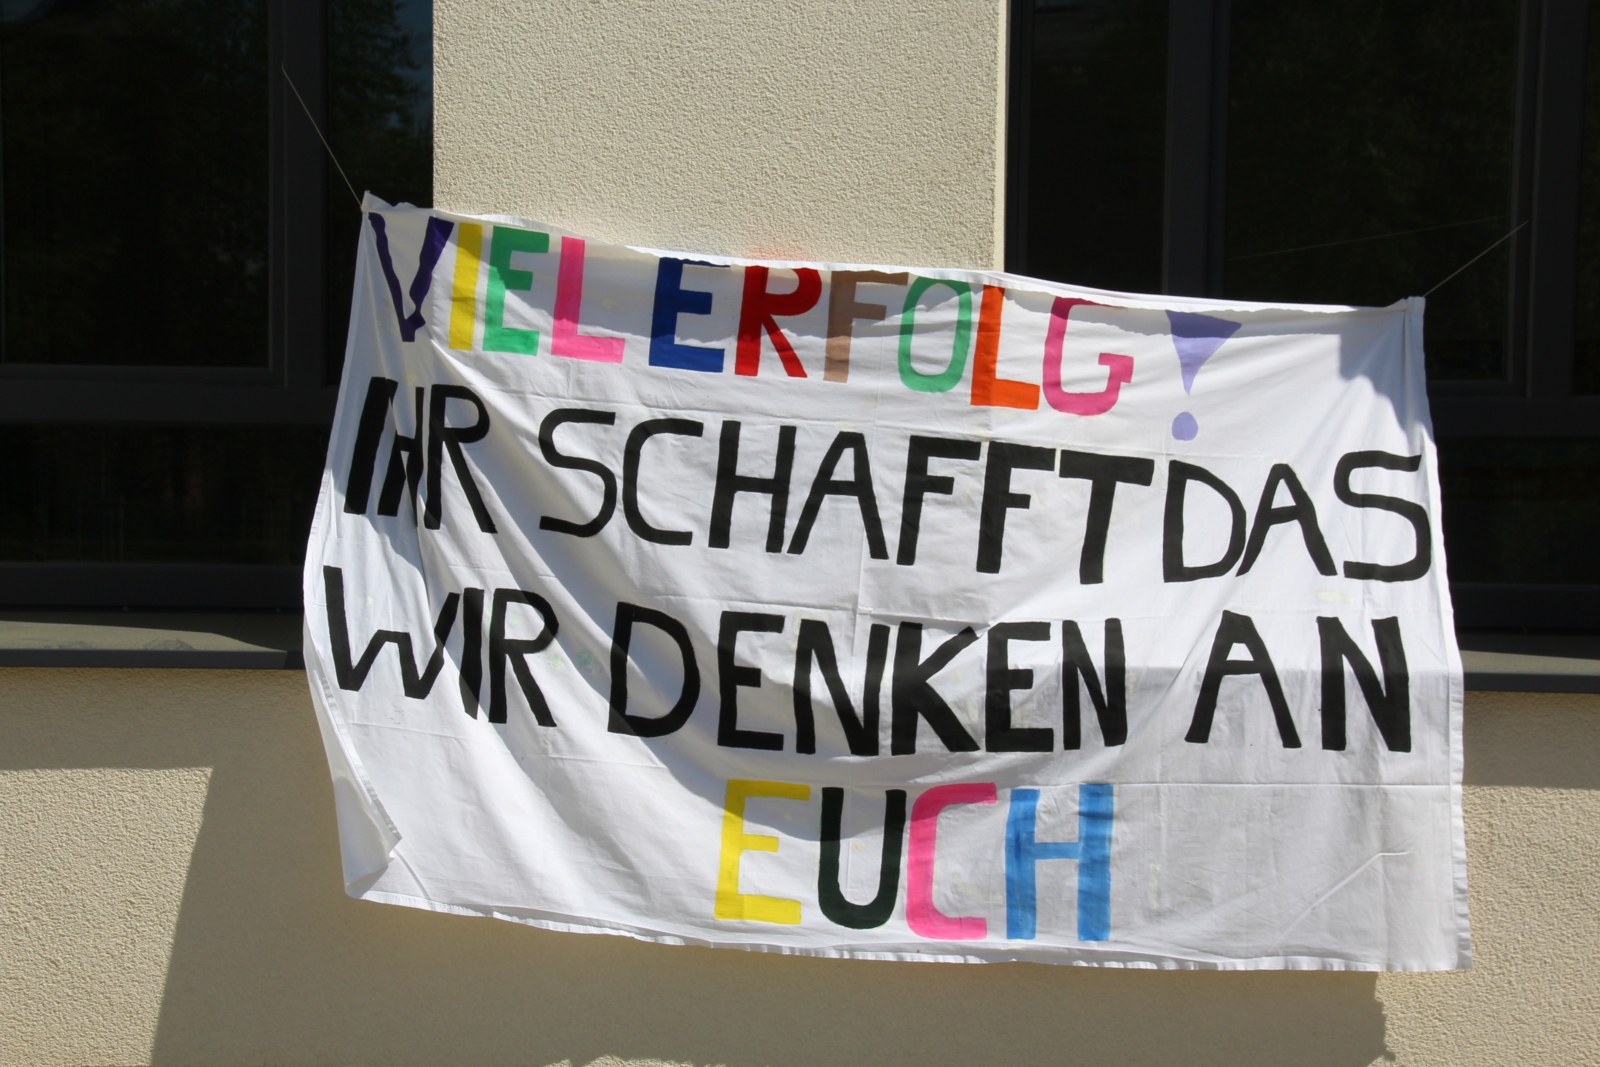 VIEL ERFOLG!
IHR SCHAFFT DAS
WIR DENKEN AN
EUCH